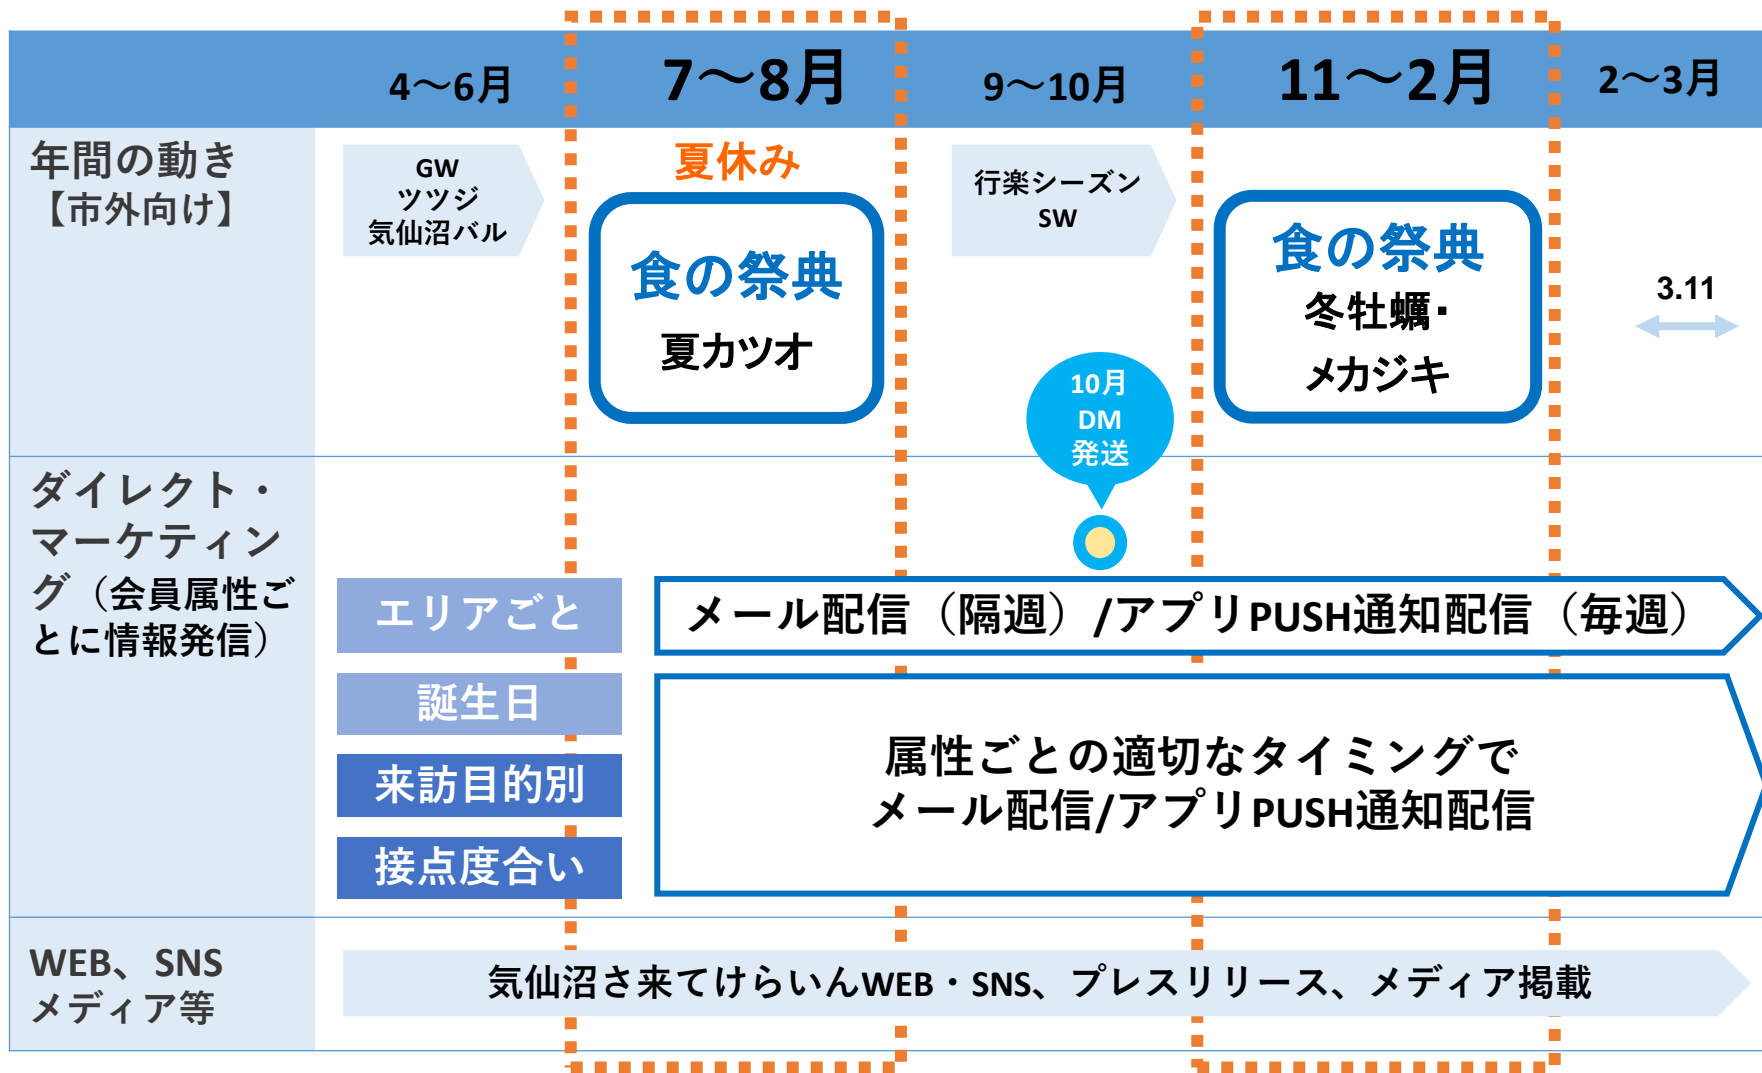 4〜6月
7〜8月
9〜10月
11〜2月
2〜3月
年間の動き
【市外向け】
GW
ツツジ
気仙沼バル
夏休み
食の祭典
夏カツオ
行楽シーズン
SW
食の祭典
冬牡蠣・
メカジキ
3.11
10月
DM
発送
ダイレクト・
マーケティン
グ（会員属性ご
とに情報発信）
エリアごと
メール配信（隔週）/アプリPUSH通知配信（毎週）
誕生日
来訪目的別
接点度合い
属性ごとの適切なタイミングで
メール配信/アプリPUSH通知配信
WEB、SNS
メディア等
気仙沼さ来てけらいんWEB・SNS、プレスリリース、メディア掲載